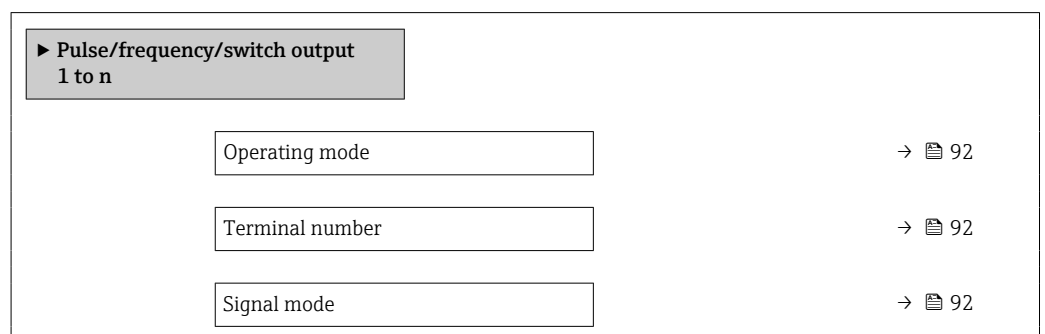 ▶ Pulse/frequency/switch output
1 to n
Operating mode → 92
Terminal number → 92
Signal mode → 92